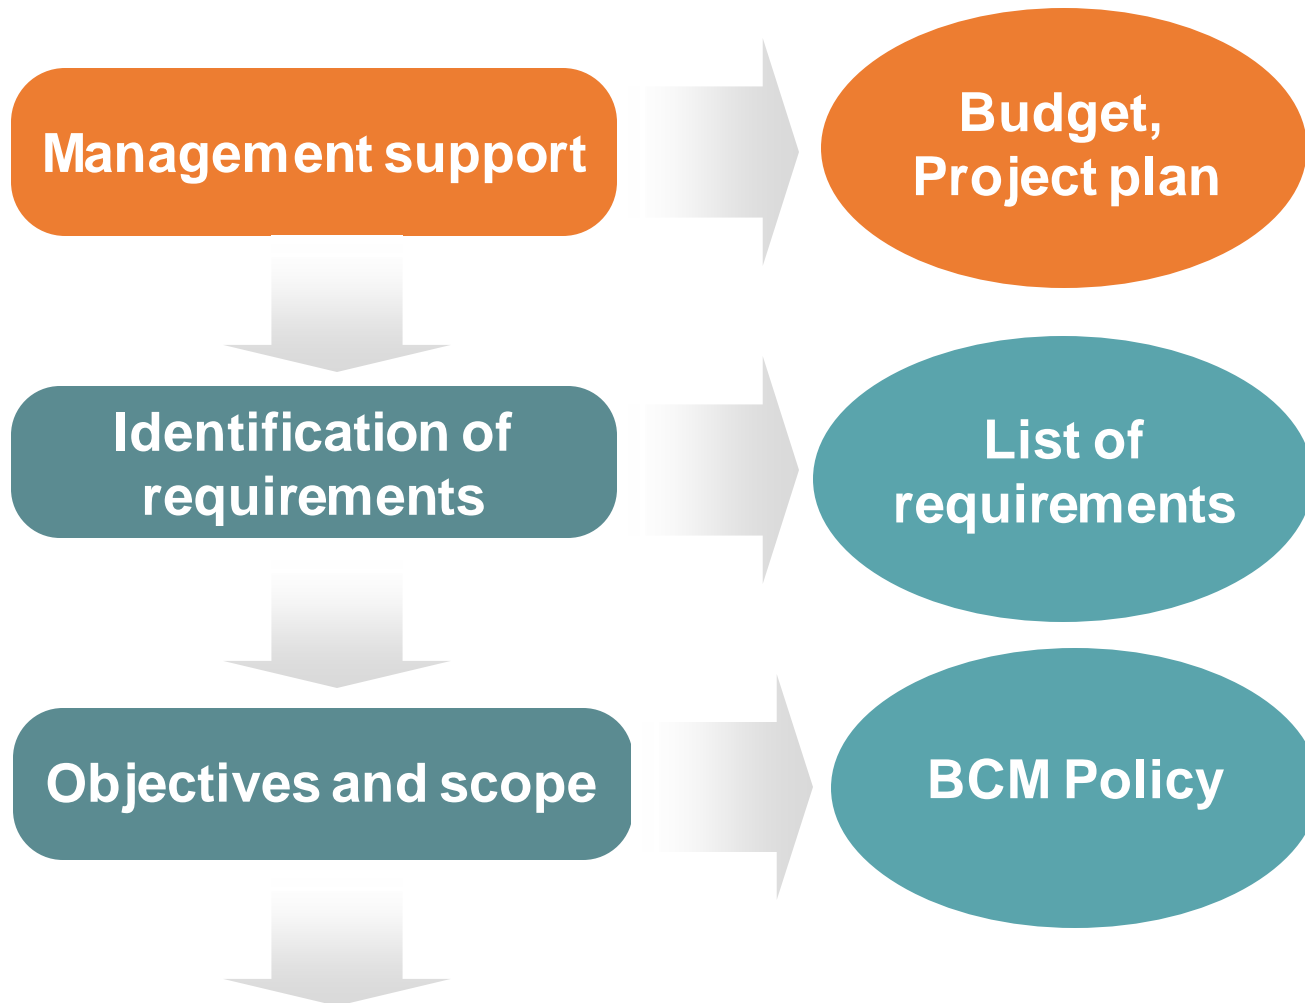 Management support
Budget,
Project plan
Identification of
requirements
List of
requirements
Objectives and scope
BCM Policy